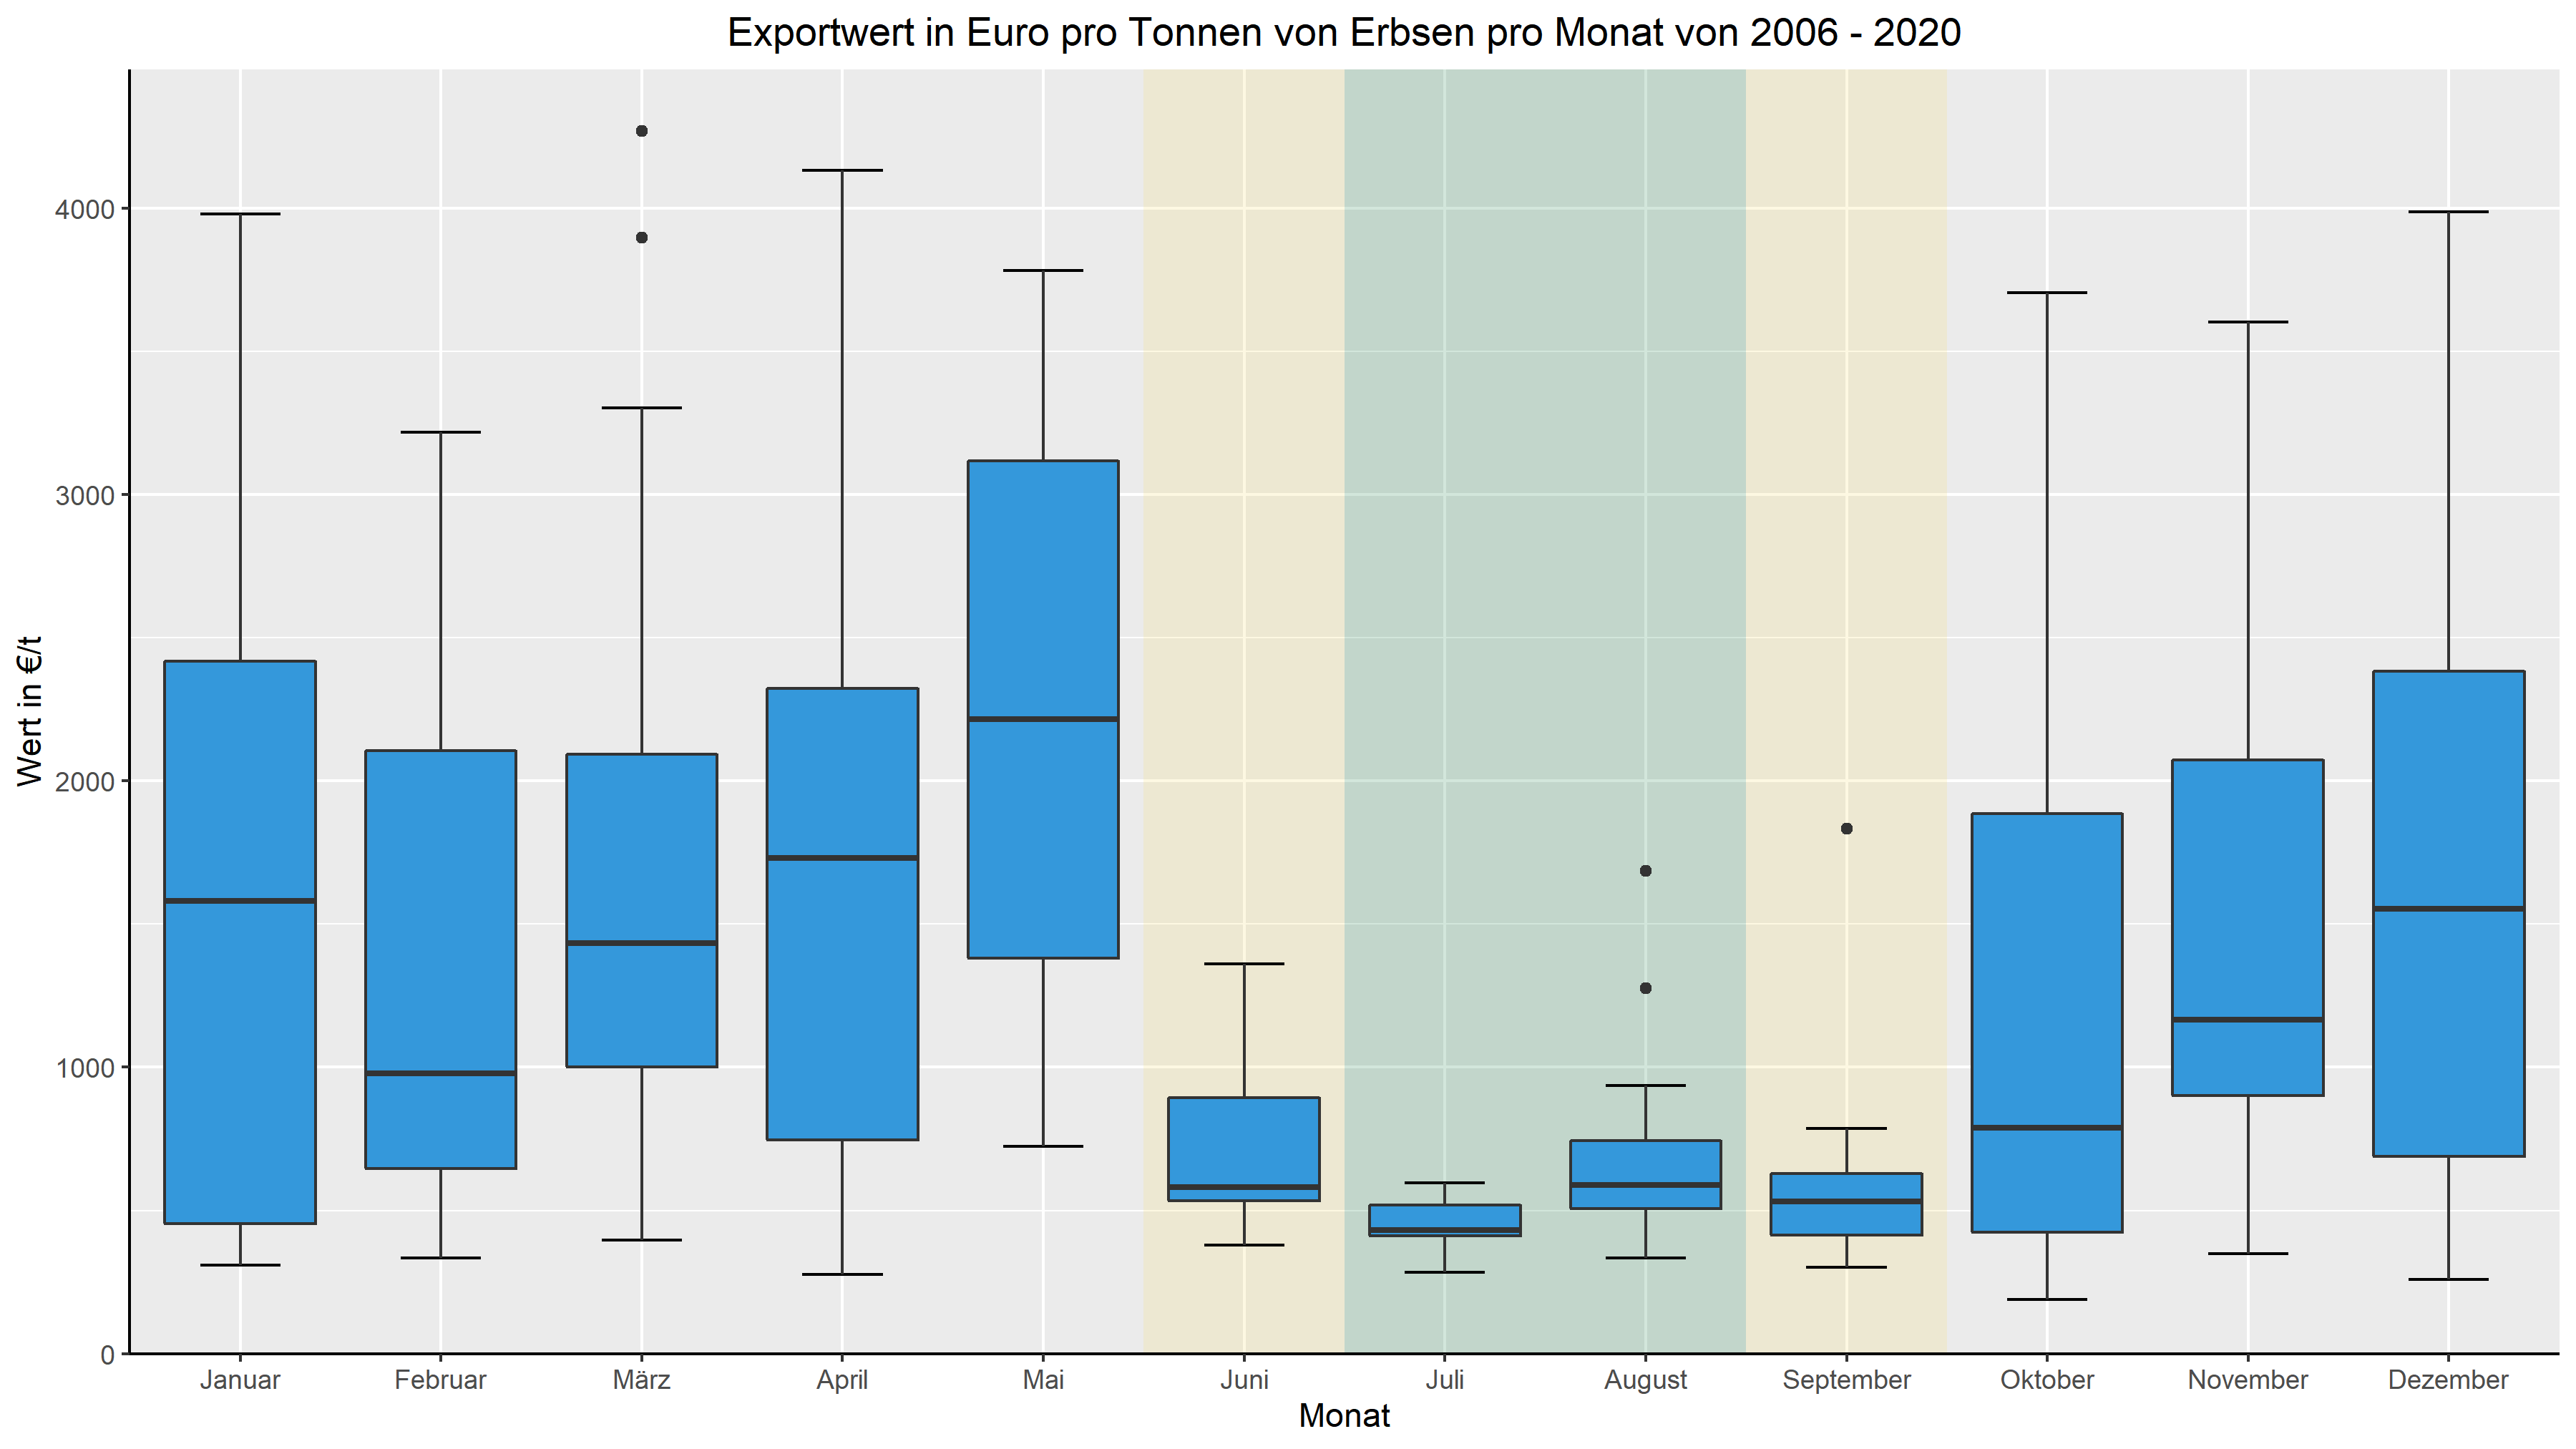 Exportwert in Euro pro Tonnen von Erbsen pro Monat von 2006 - 2020
Wert in €/t
4000
3000
2000
1000
0
Januar Februar März April Mai Juni Juli August September Oktober November Dezember
Monat